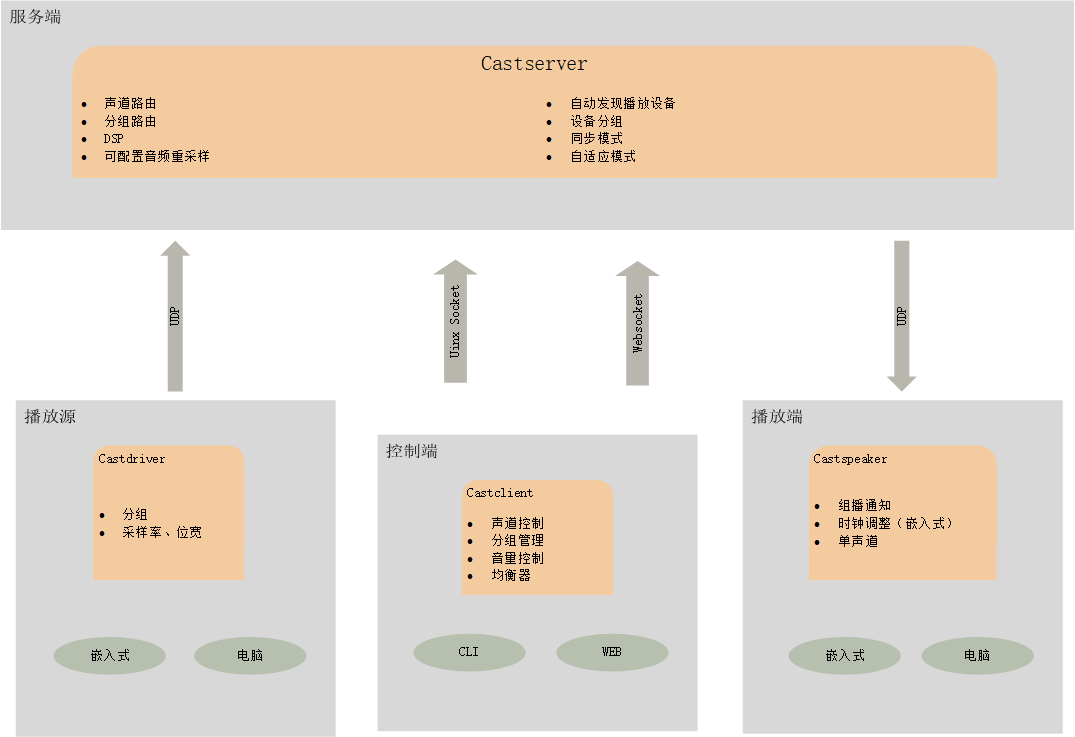 服务端
Castserver
• 声道路由
• 分组路由
• DSP
• 可配置音频重采样
• 自动发现播放设备
• 设备分组
• 同步模式
• 自适应模式
UDP
Uinx Socket
Websocket
UDP
播放源
Castdriver
• 分组
• 采样率、位宽
嵌入式
电脑
控制端
Castclient
• 声道控制
• 分组管理
• 音量控制
• 均衡器
CLI
WEB
播放端
Castspeaker
• 组播通知
• 时钟调整（嵌入式）
• 单声道
嵌入式
电脑